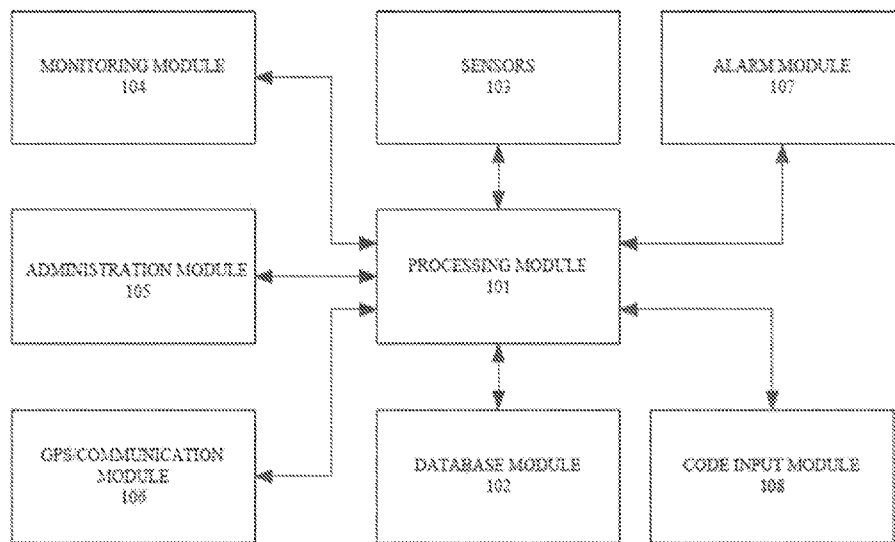 MONITORING MODULE
104
SENSORS
103
ALARM MODULE
107
ADMINISTRATION MODULE
105
PROCESSING MODULE
101
GPS/COMMUNICATION
MODULE
106
DATABASE MODULE
102
CODE INPUT MODULE
108